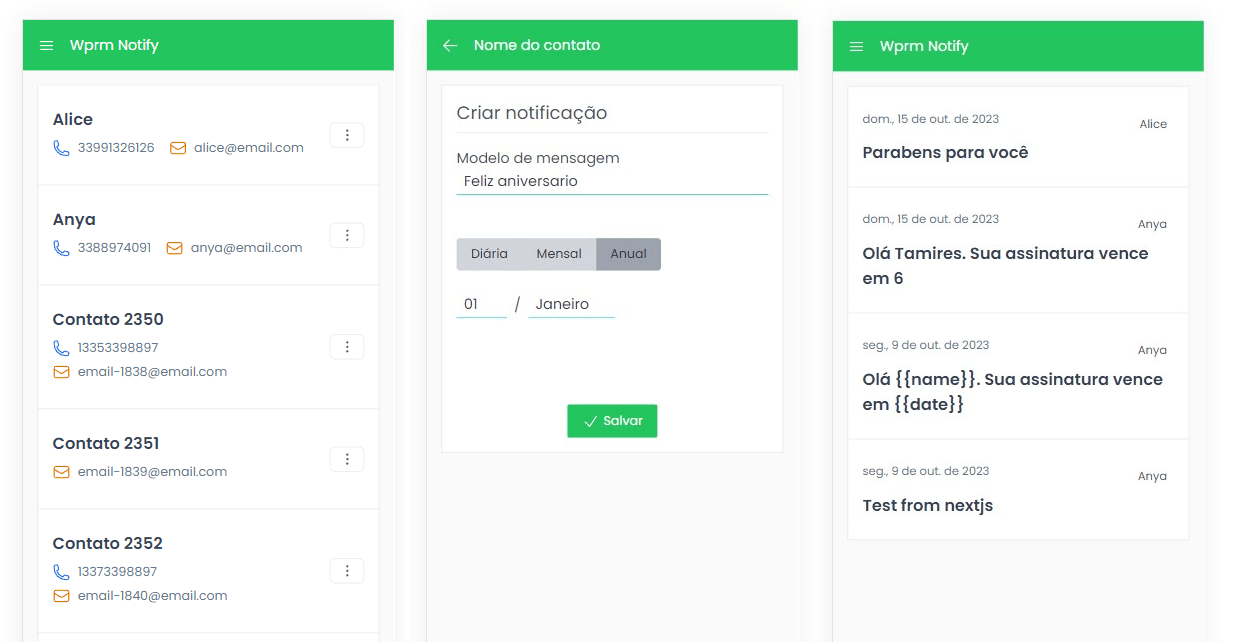 Wprm Notify
Alice
33991326126 alice@email.com
Anya
3388974091 anya@email.com
Contato 2350
13353398897
email-1838@email.com
Contato 2351
email-1839@email.com
Contato 2352
13373398897
email-1840@email.com
Nome do contato
Criar notificação
Modelo de mensagem
Feliz aniversario
Diária Mensal Anual
01 / Janeiro
Salvar
Wprm Notify
dom., 15 de out. de 2023 Alice
Parabens para você
dom., 15 de out. de 2023 Anya
Olá Tamires. Sua assinatura vence
em 6
seg., 9 de out. de 2023 Anya
Olá {{name}}. Sua assinatura vence
em {{date}}
seg., 9 de out. de 2023 Anya
Test from nextjs